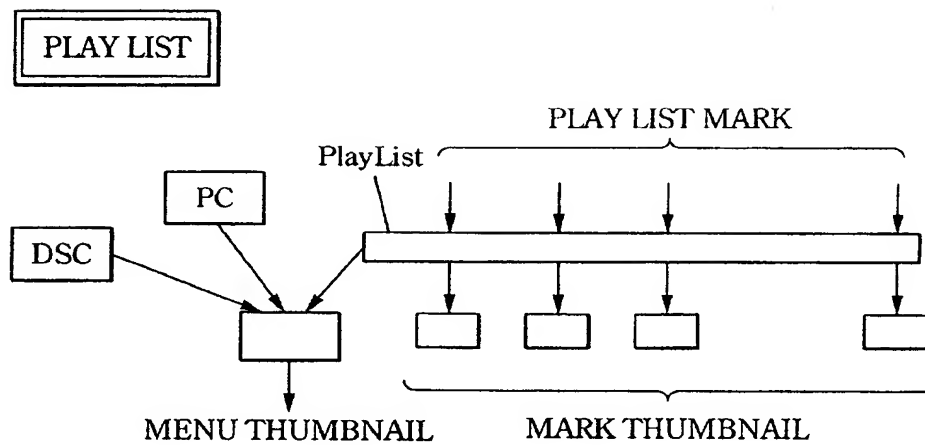 PLAY LIST
PLAY LIST MARK
PlayList
PC
DSC
MENU THUMBNAIL
MARK THUMBNAIL